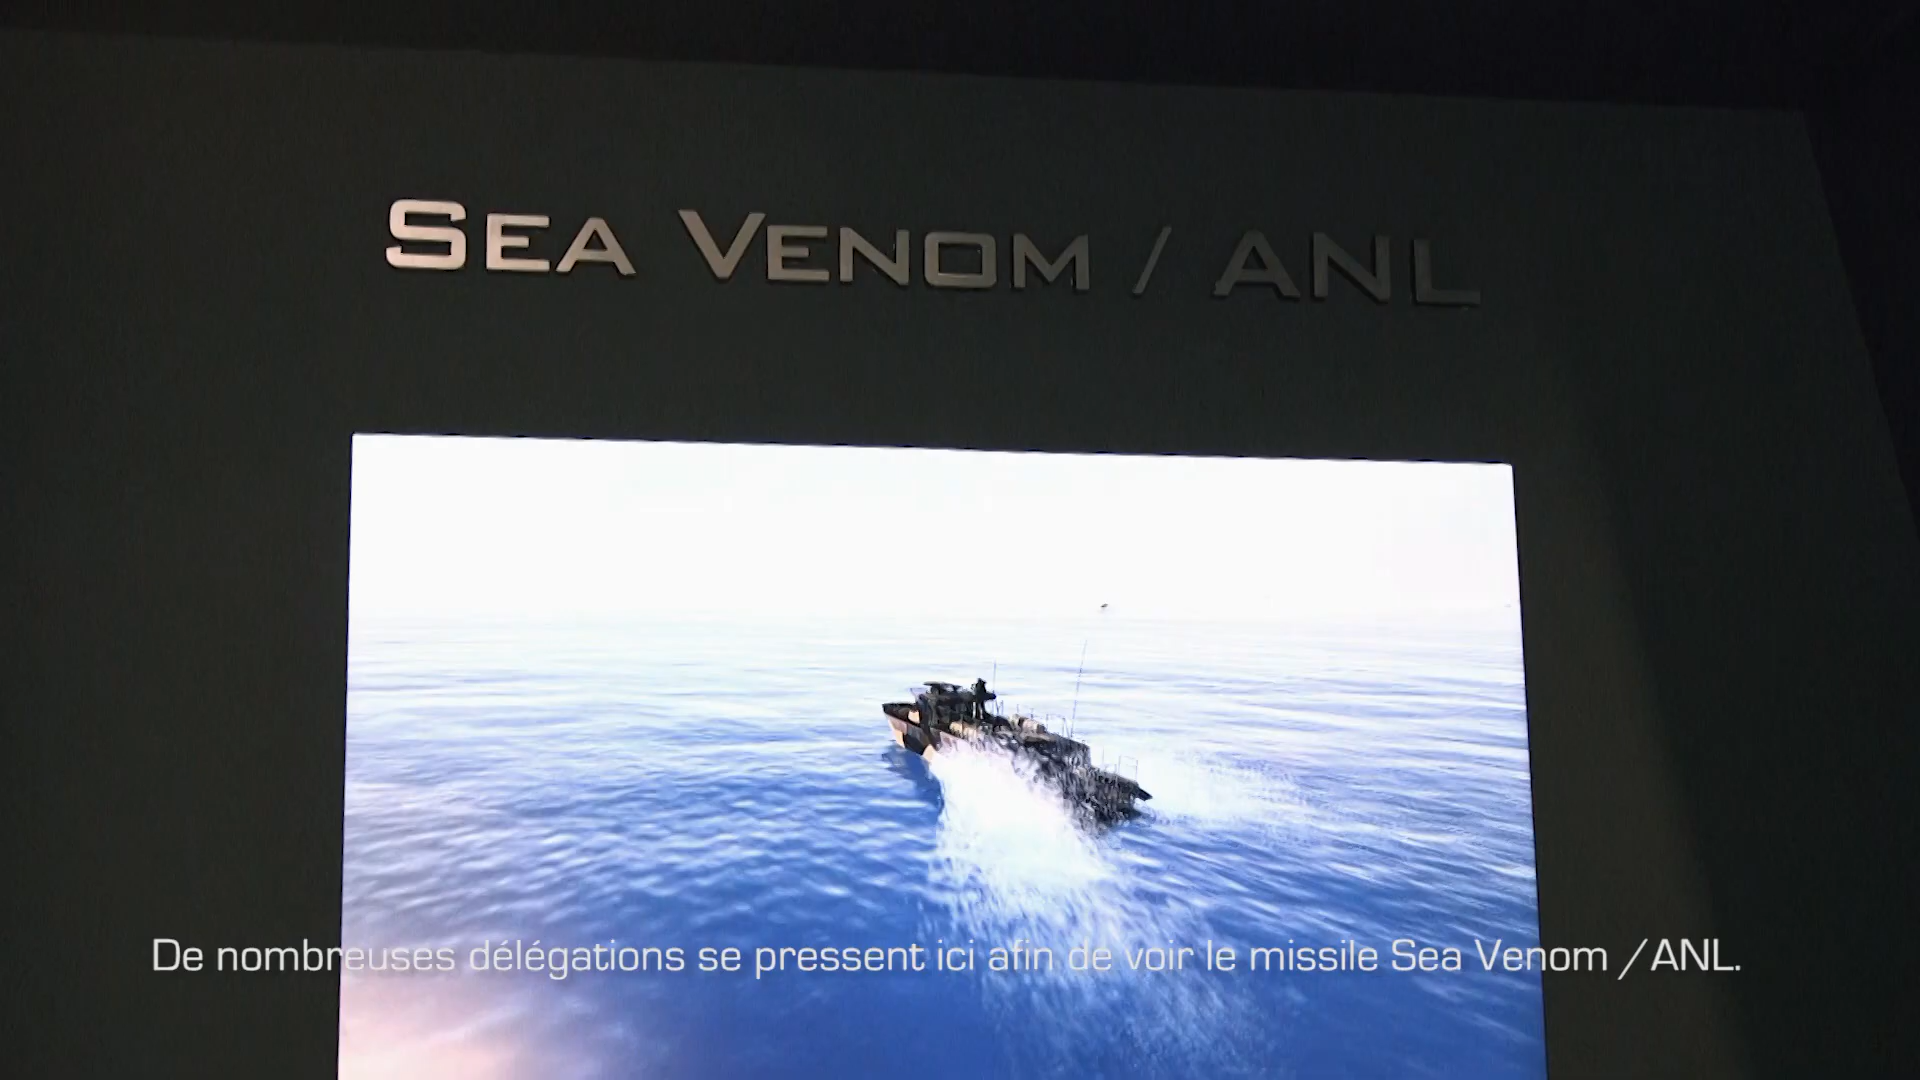 SEA VENOM / ANL
De nombreuses délégations se pressent ici afin de voir le missile Sea Venom /ANL.